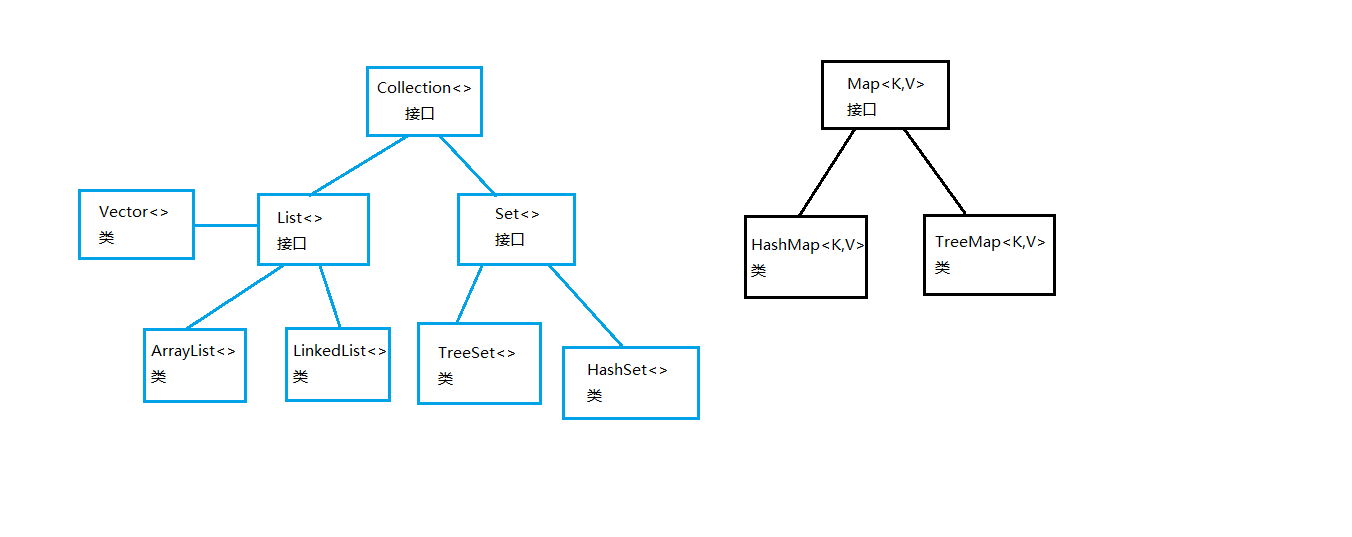 Collection<>
接口
Map<K,V>
接口
Vector<>
类
List<>
接口
Set<>
接口
HashMap<K,V>
类
TreeMap<K,V>
类
ArrayList<>
类
LinkedList<>
类
TreeSet<>
类
HashSet<>
类